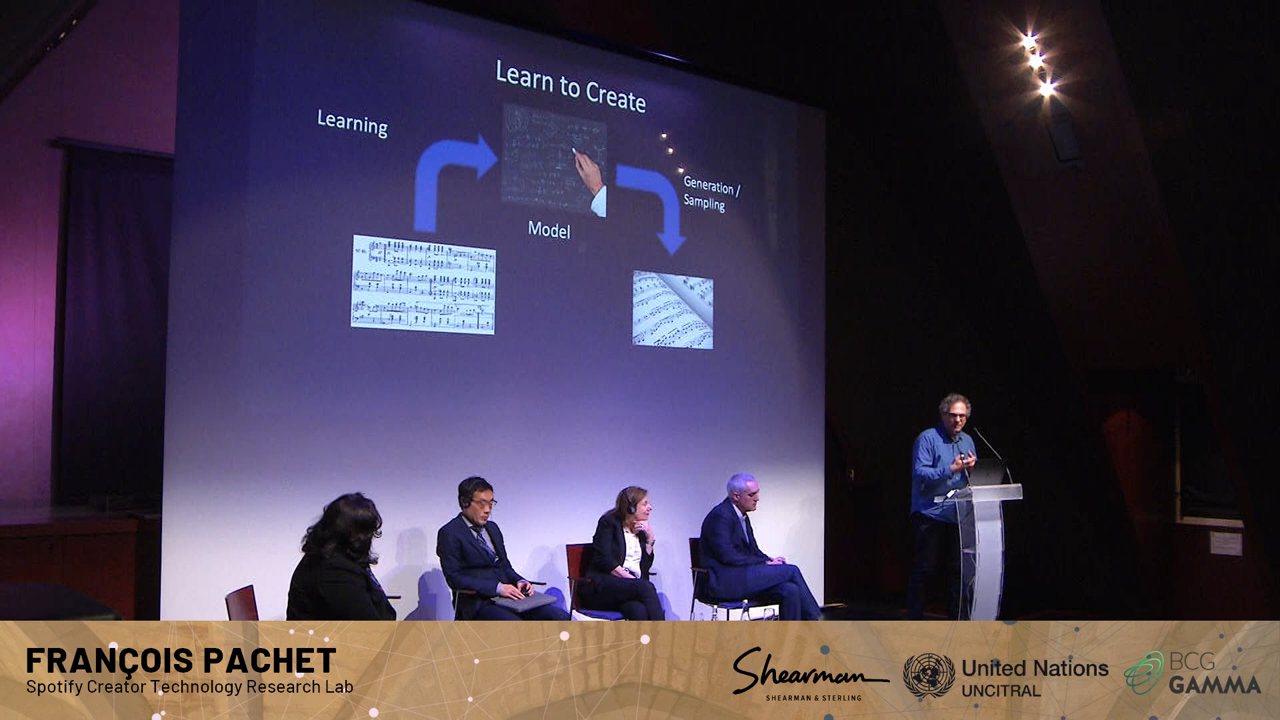 Learn to Create
Learning
Generation /
Sampling
Model
FRANÇOIS PACHET
Spotify Creator Technology Research Lab
Shearman
SHEARMAN & STERLING
United Nations
UNCITRAL
BCG
GAMMA